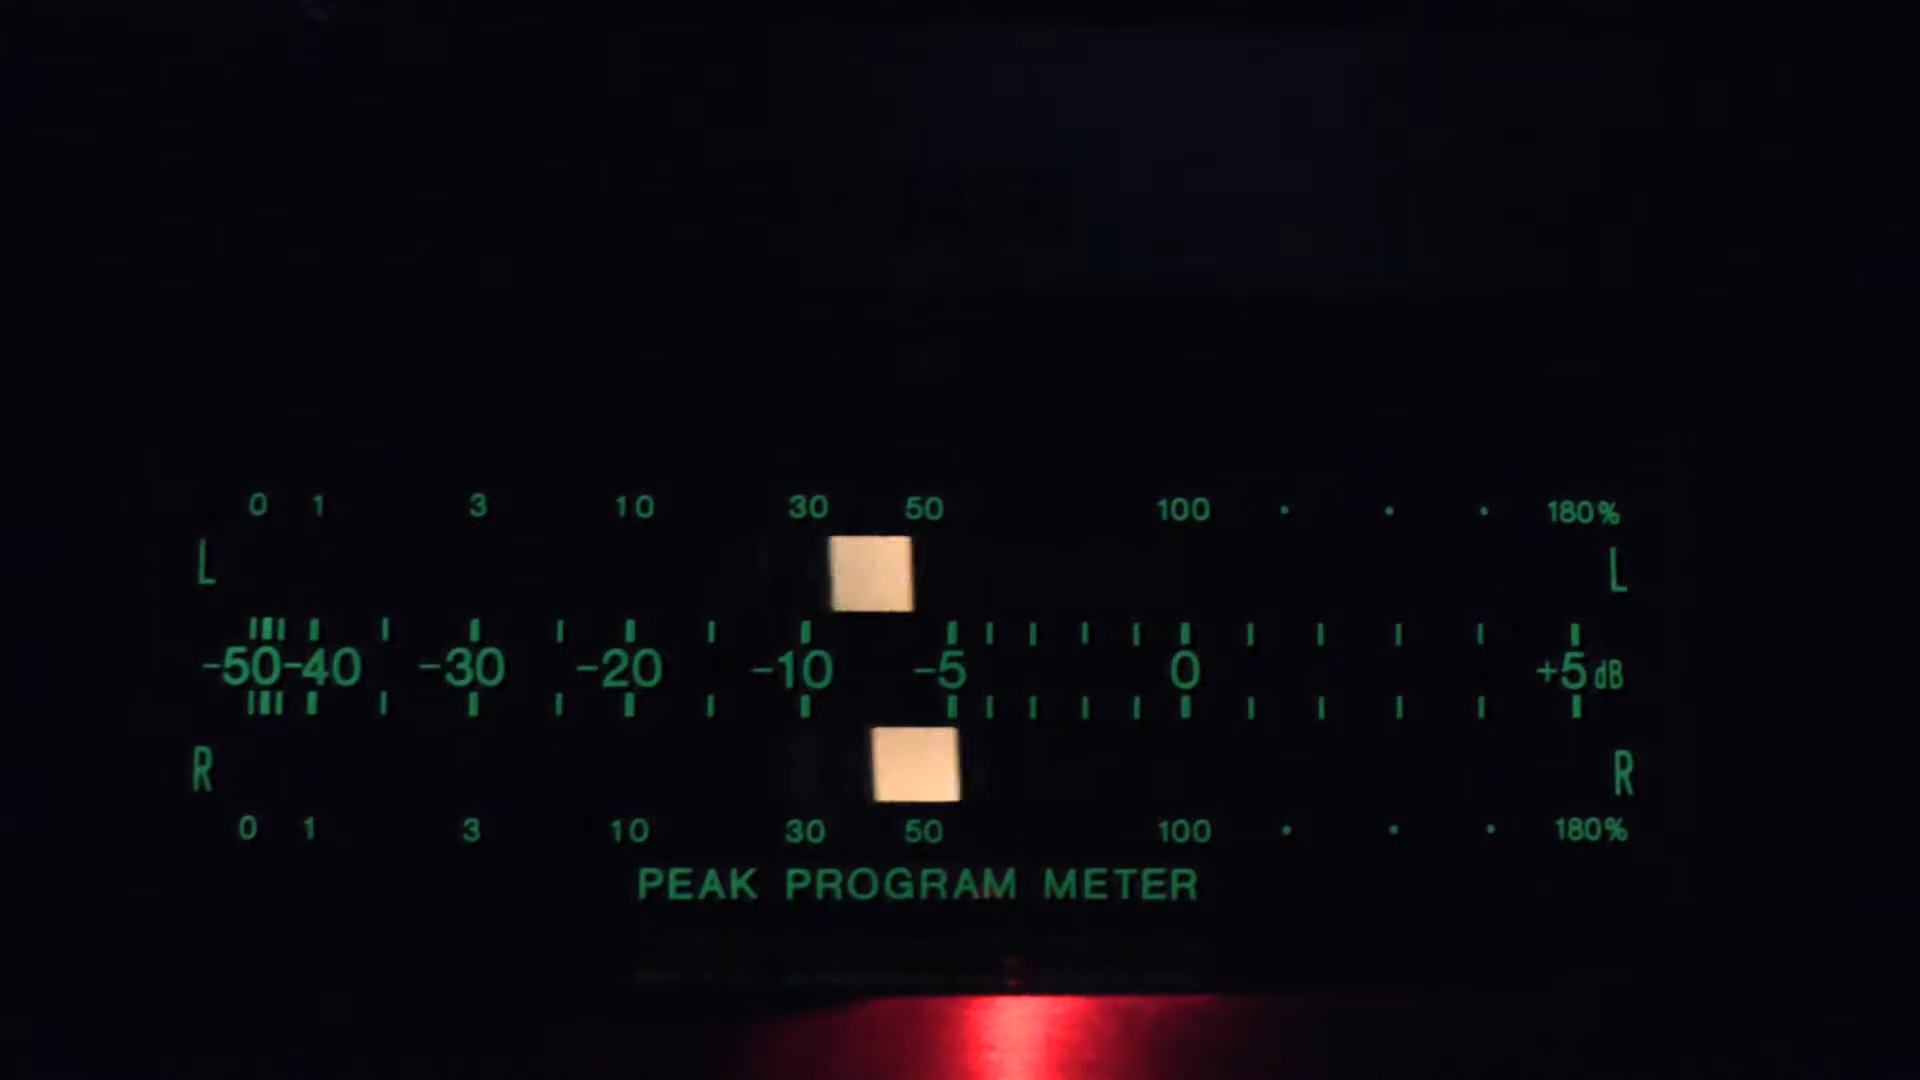 0 1 3 10 30 50 100 · · · 180%
L L
-50 -40 -30 -20 -10 -5 0 +5 dB
R R
0 1 3 10 30 50 100 · · · 180%
PEAK PROGRAM METER